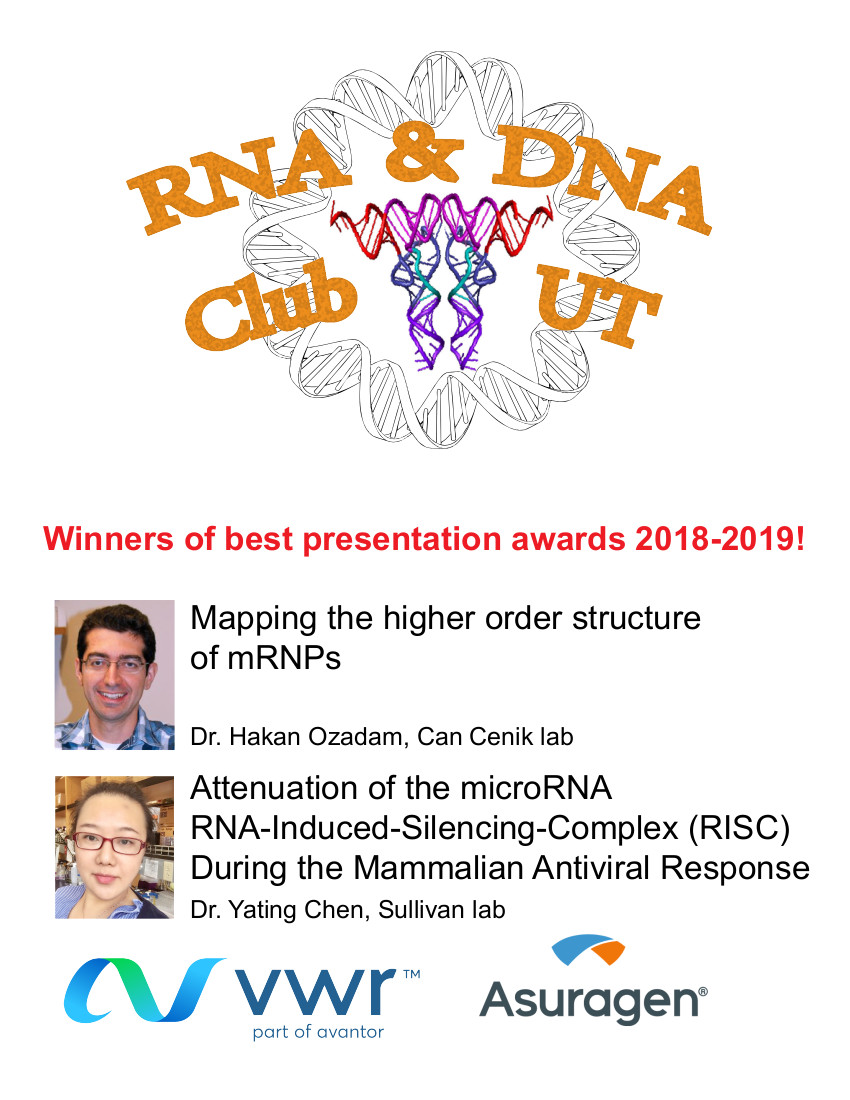 RNA & DNA
Club UT
Winners of best presentation awards 2018-2019!
Mapping the higher order structure
of mRNPs
Dr. Hakan Ozadam, Can Cenik lab
Attenuation of the microRNA
RNA-Induced-Silencing-Complex (RISC)
During the Mammalian Antiviral Response
Dr. Yating Chen, Sullivan lab
vwr™
part of avantor
Asuragen®